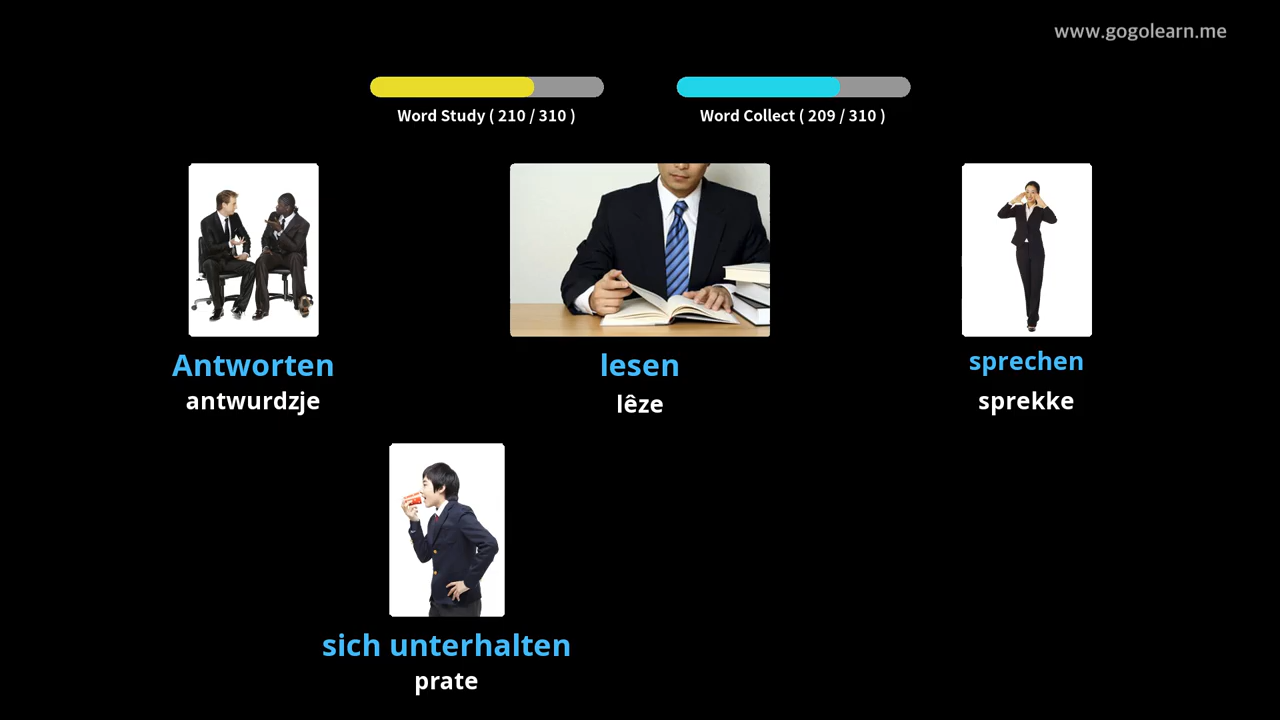 www.gogolearn.me
Word Study ( 210 / 310 )
Word Collect ( 209 / 310 )
Antworten
antwurdzje
lesen
lêze
sprechen
sprekke
sich unterhalten
prate